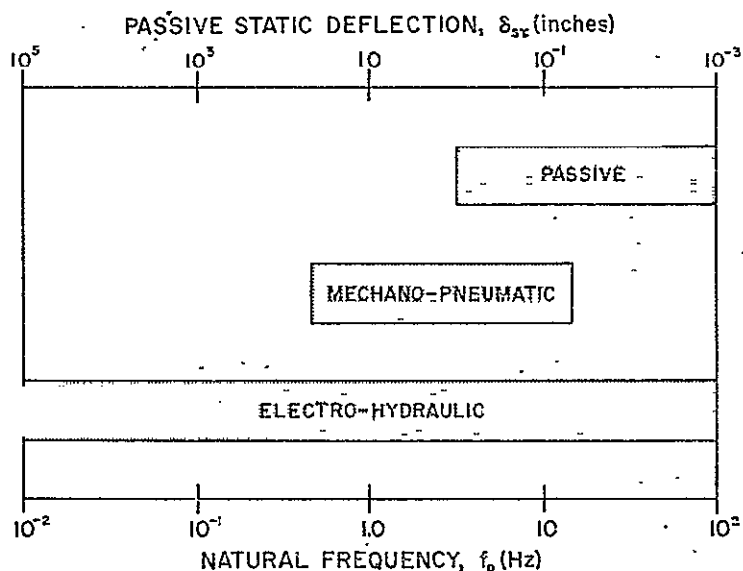 PASSIVE STATIC DEFLECTION, δst (inches)
10⁵ 10³ 10 10⁻¹ 10⁻³
PASSIVE
MECHANO-PNEUMATIC
ELECTRO-HYDRAULIC
10⁻² 10⁻¹ 1.0 10 10²
NATURAL FREQUENCY, fn (Hz)